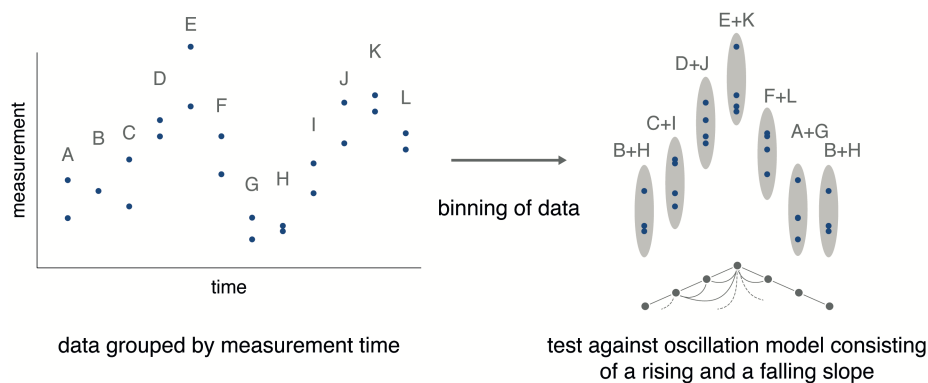 measurement
A
B
C
D
E
F
G
H
I
J
K
L
time
data grouped by measurement time
binning of data
B+H
C+I
D+J
E+K
F+L
A+G
B+H
test against oscillation model consisting
of a rising and a falling slope